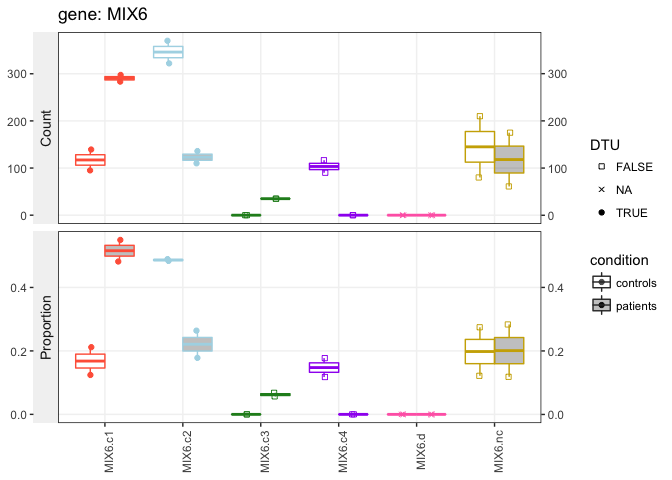 gene: MIX6
Count
300
200
100
0
300
200
100
0
Proportion
0.4
0.2
0.0
0.4
0.2
0.0
MIX6.c1
MIX6.c2
MIX6.c3
MIX6.c4
MIX6.d
MIX6.nc
DTU
FALSE
NA
TRUE
condition
controls
patients